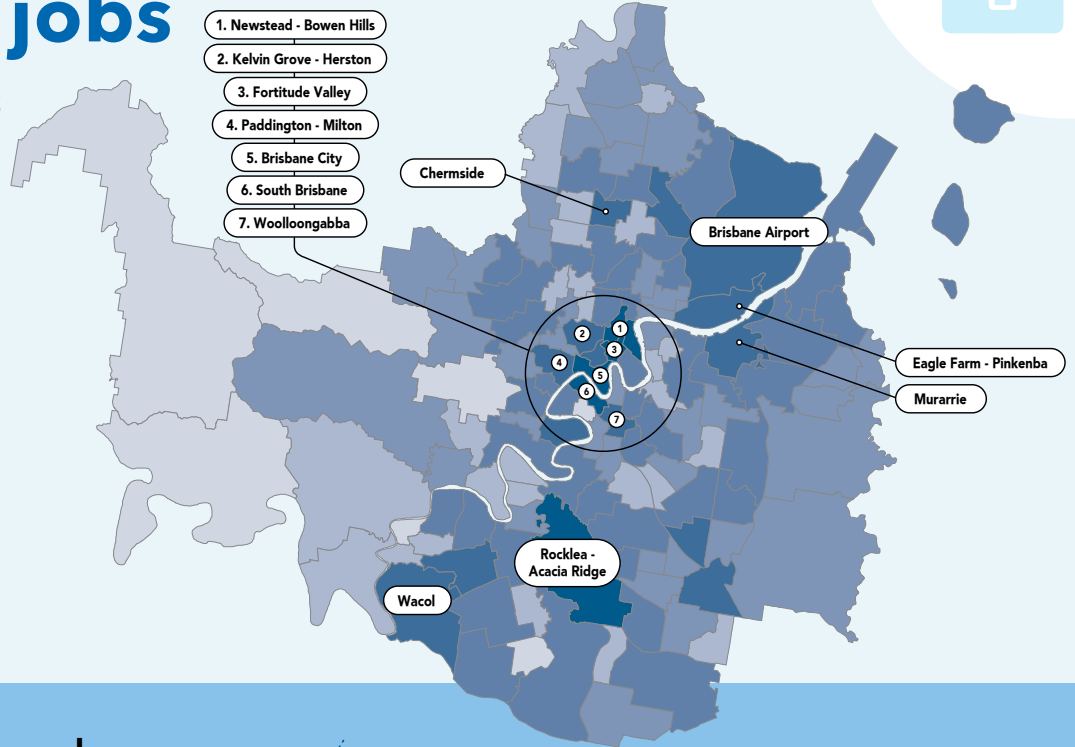 jobs
1. Newstead - Bowen Hills
2. Kelvin Grove - Herston
3. Fortitude Valley
4. Paddington - Milton
5. Brisbane City
6. South Brisbane
7. Woolloongabba
Chermside
Brisbane Airport
1
2
3
4
5
6
7
Eagle Farm - Pinkenba
Murarrie
Rocklea -
Acacia Ridge
Wacol